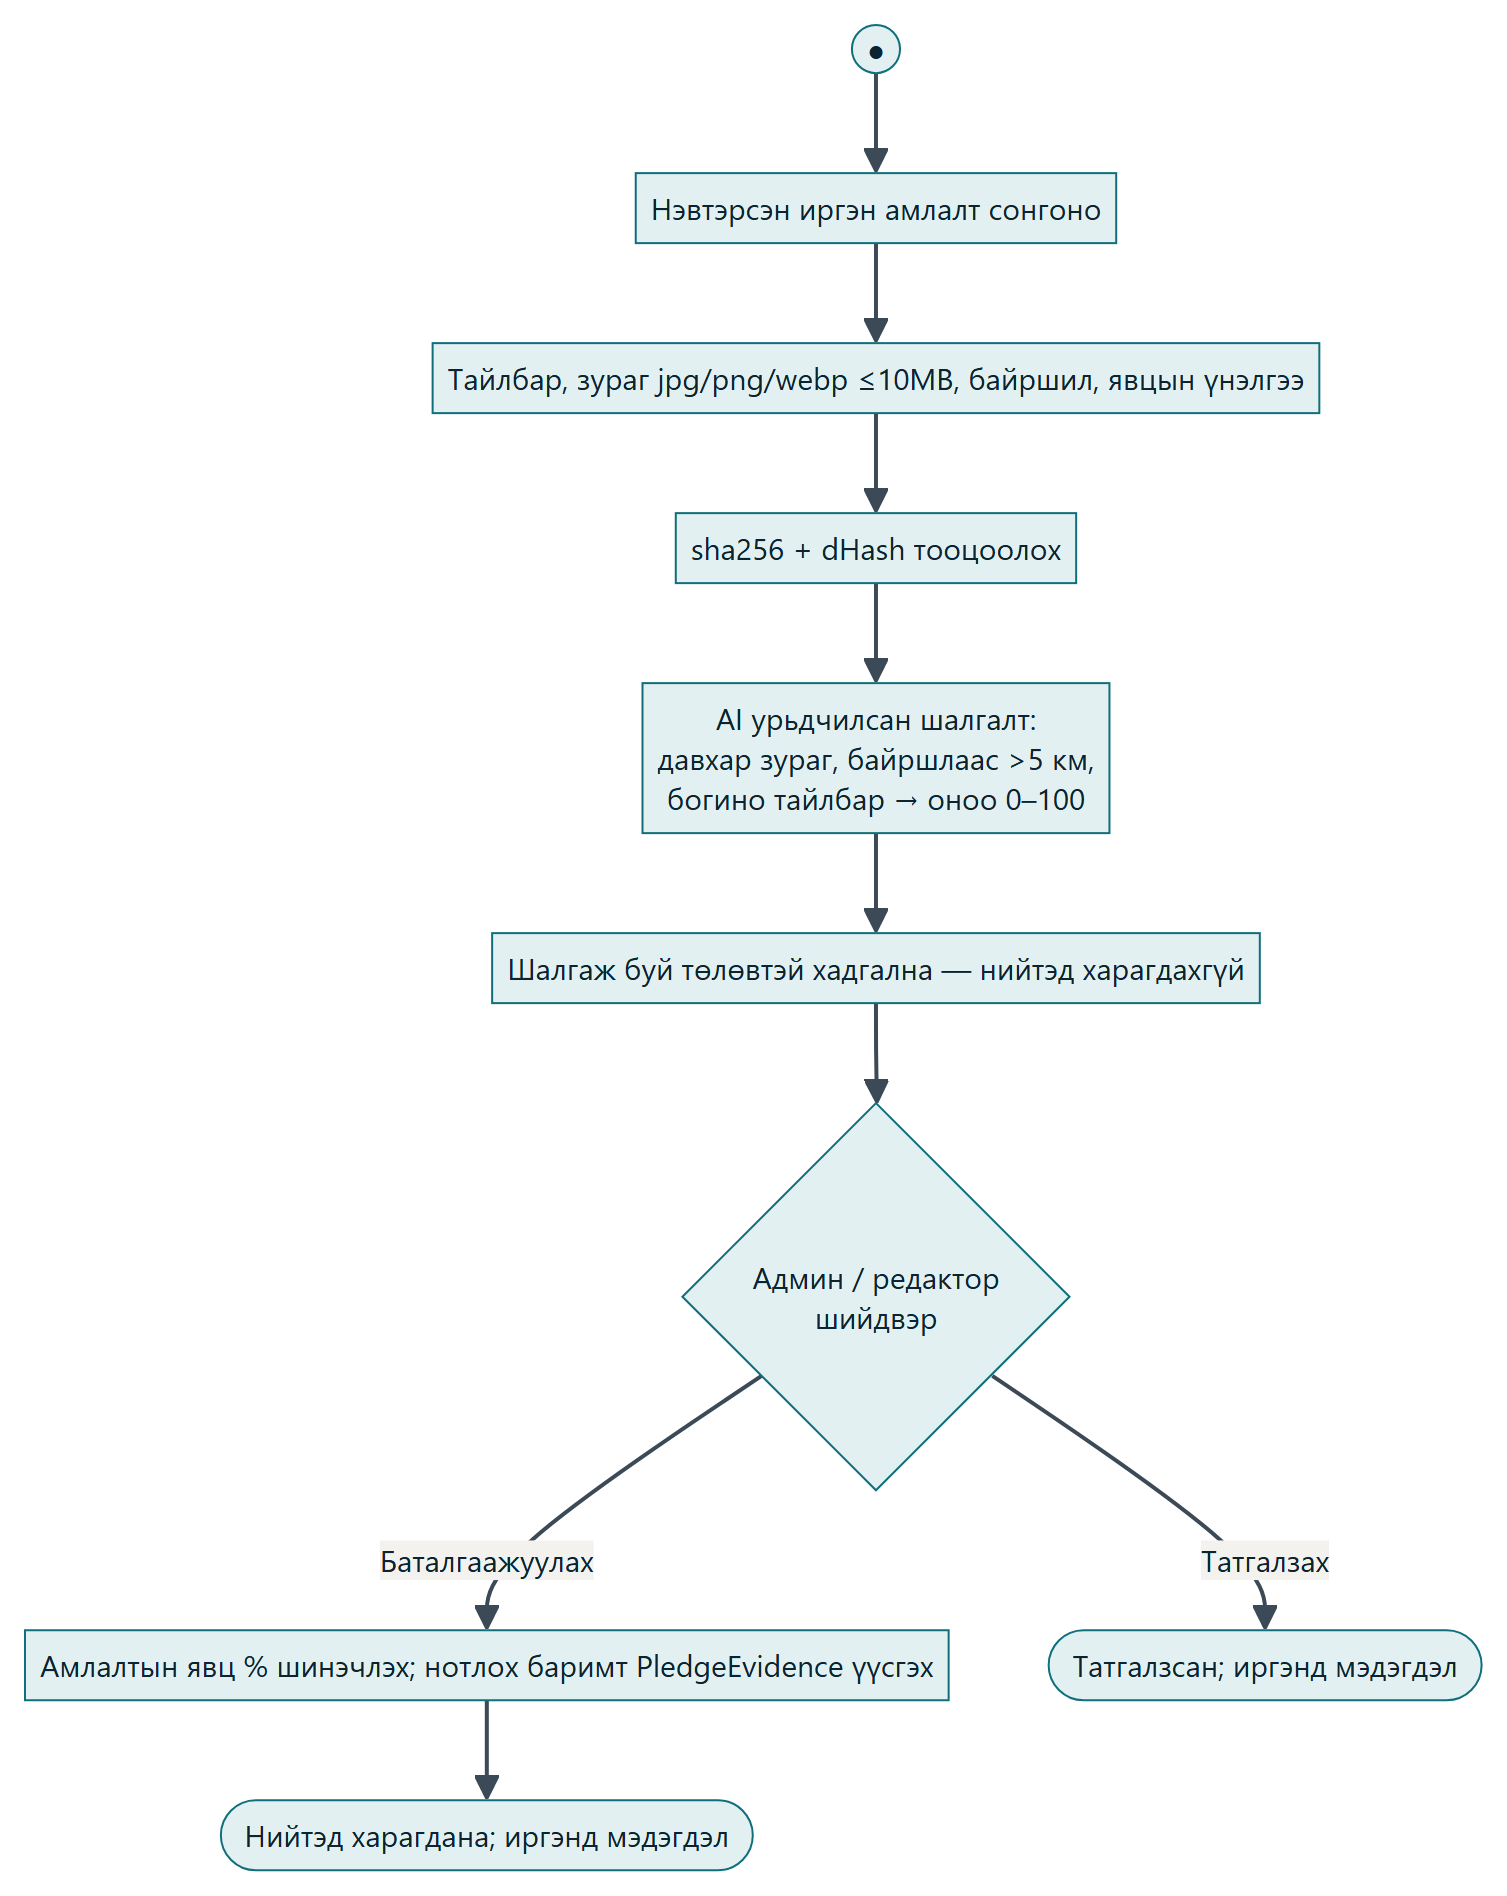 Нэвтэрсэн иргэн амлалт сонгоно
Тайлбар, зураг jpg/png/webp ≤10MB, байршил, явцын үнэлгээ
sha256 + dHash тооцоолох
AI урьдчилсан шалгалт:
давхар зураг, байршлаас >5 км,
богино тайлбар → оноо 0–100
Шалгаж буй төлөвтэй хадгална — нийтэд харагдахгүй
Админ / редактор
шийдвэр
Баталгаажуулах
Татгалзах
Амлалтын явц % шинэчлэх; нотлох баримт PledgeEvidence үүсгэх
Татгалзсан; иргэнд мэдэгдэл
Нийтэд харагдана; иргэнд мэдэгдэл